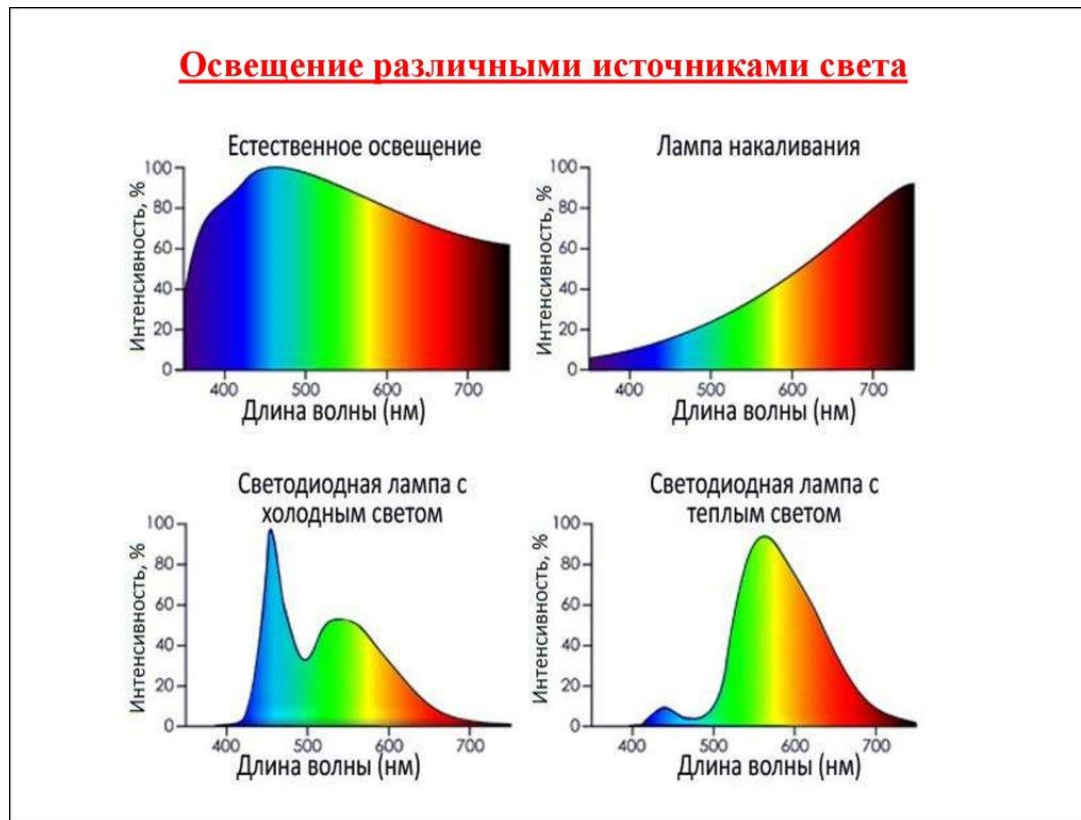 Освещение различными источниками света
Естественное освещение
Интенсивность, %
100
80
60
40
20
0
400 500 600 700
Длина волны (нм)
Лампа накаливания
Интенсивность, %
100
80
60
40
20
0
400 500 600 700
Длина волны (нм)
Светодиодная лампа с
холодным светом
Интенсивность, %
100
80
60
40
20
0
400 500 600 700
Длина волны (нм)
Светодиодная лампа с
теплым светом
Интенсивность, %
100
80
60
40
20
0
400 500 600 700
Длина волны (нм)